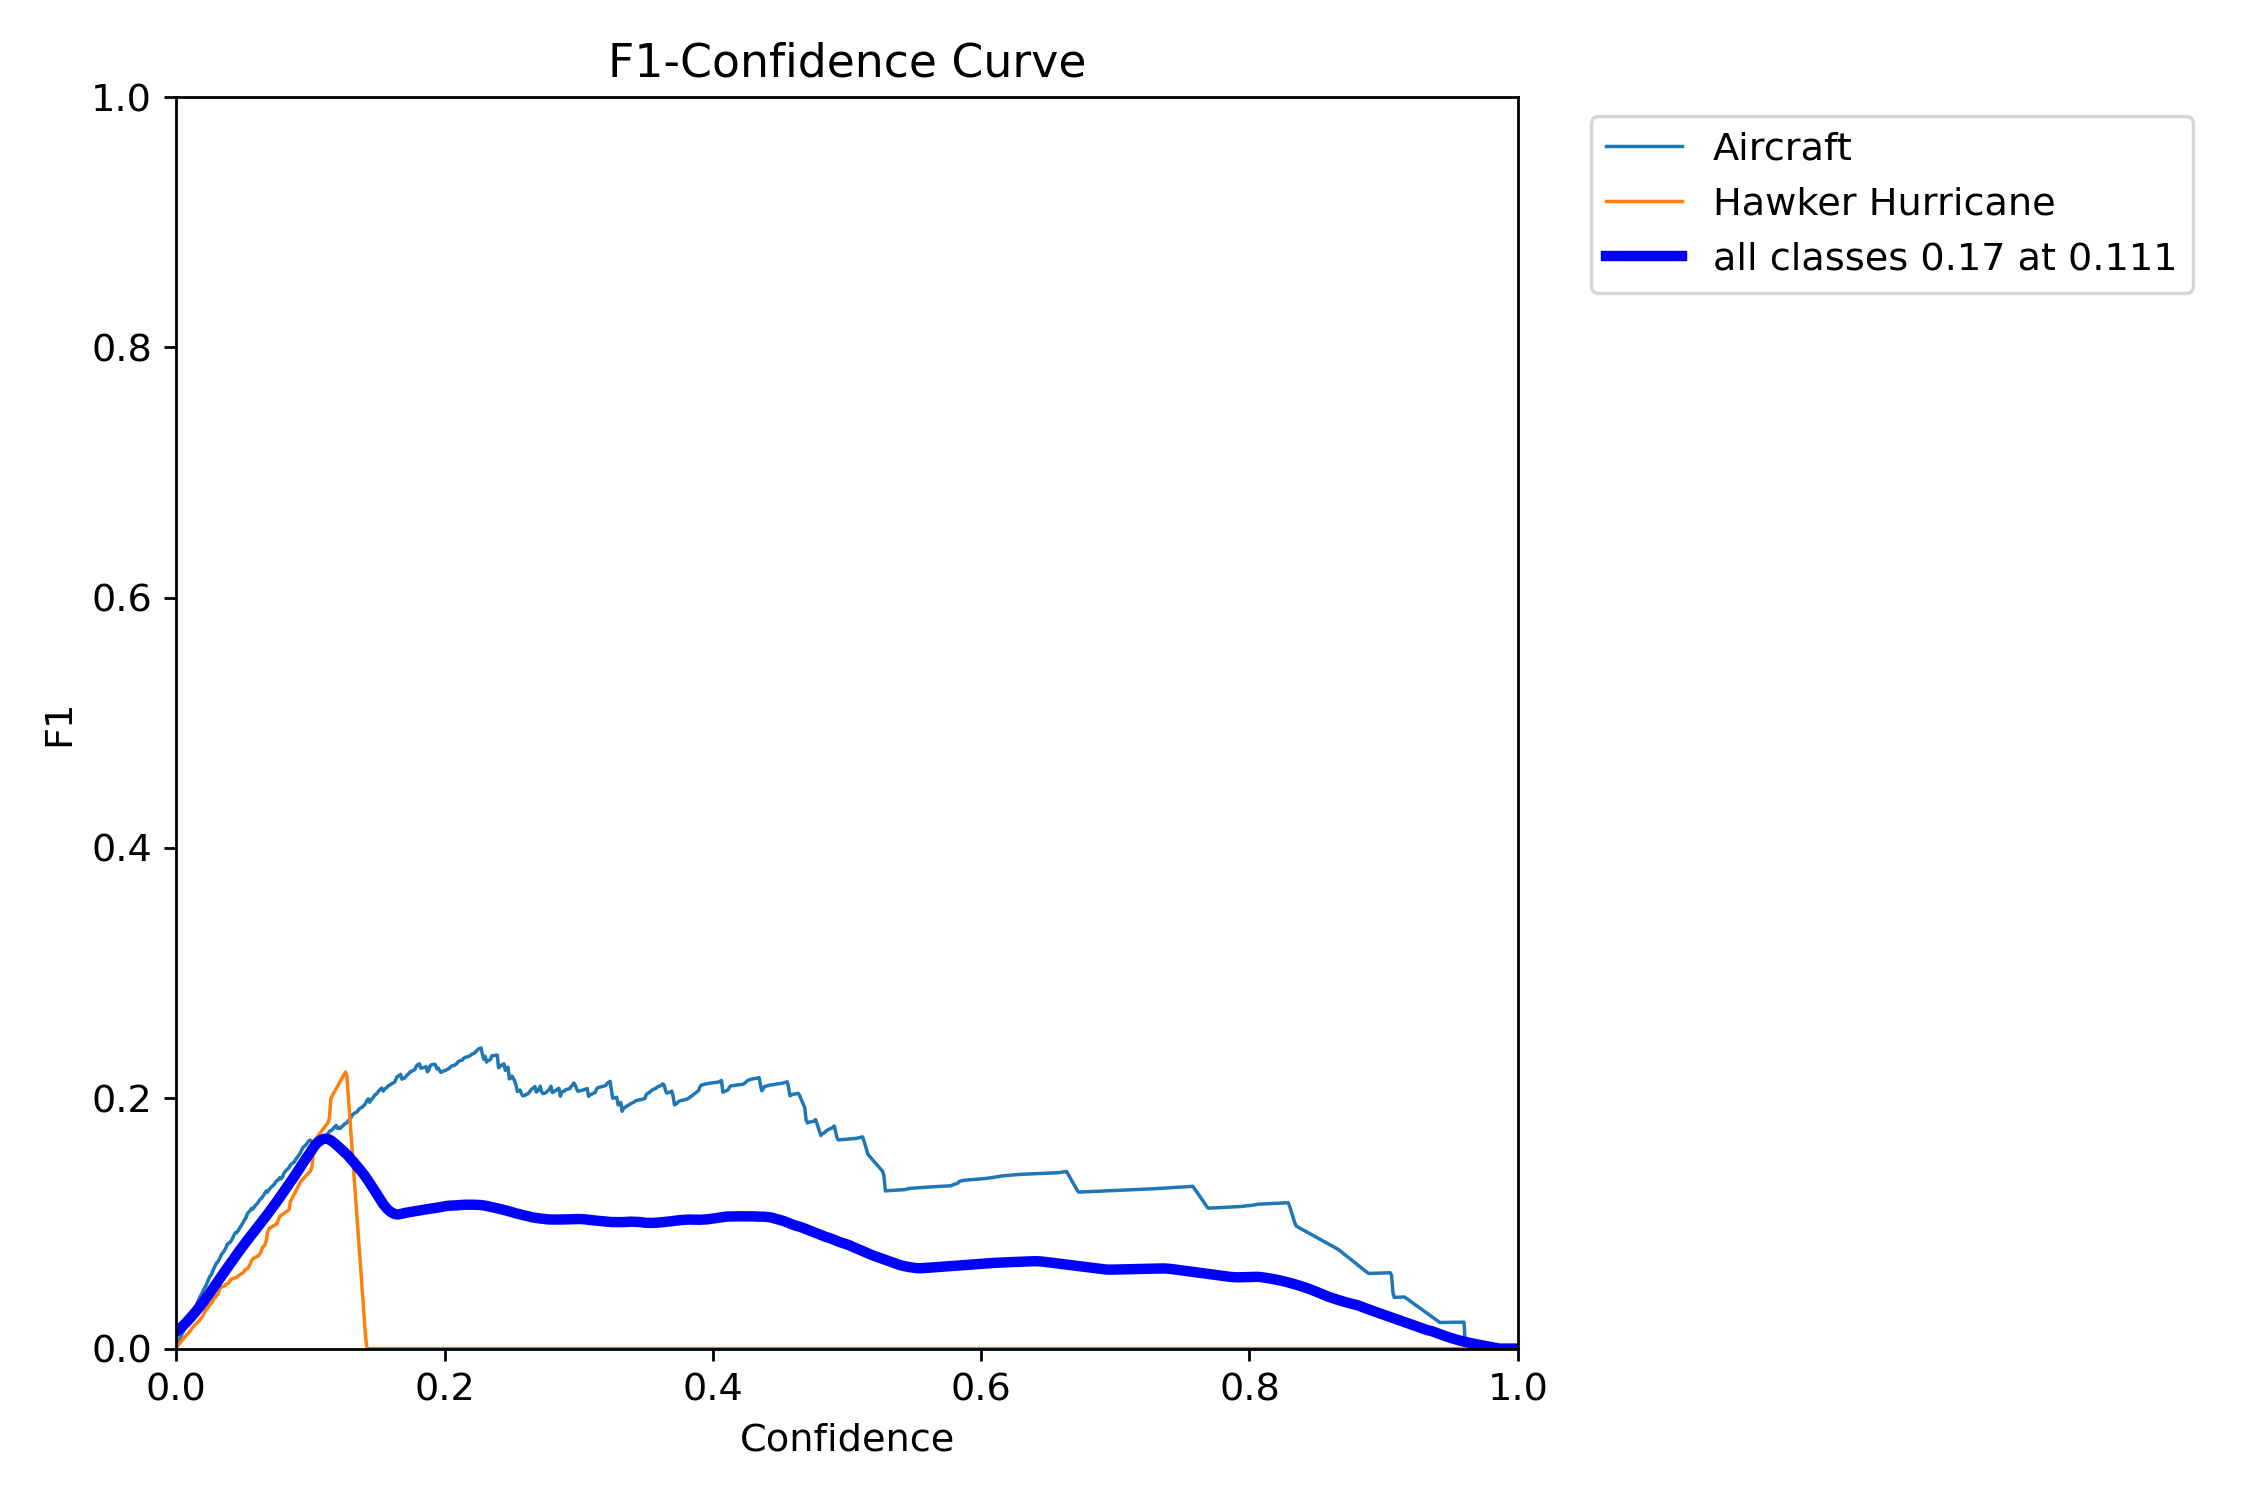 F1-Confidence Curve
1.0
0.8
0.6
0.4
0.2
0.0
F1
0.0 0.2 0.4 0.6 0.8 1.0
Confidence
Aircraft
Hawker Hurricane
all classes 0.17 at 0.111